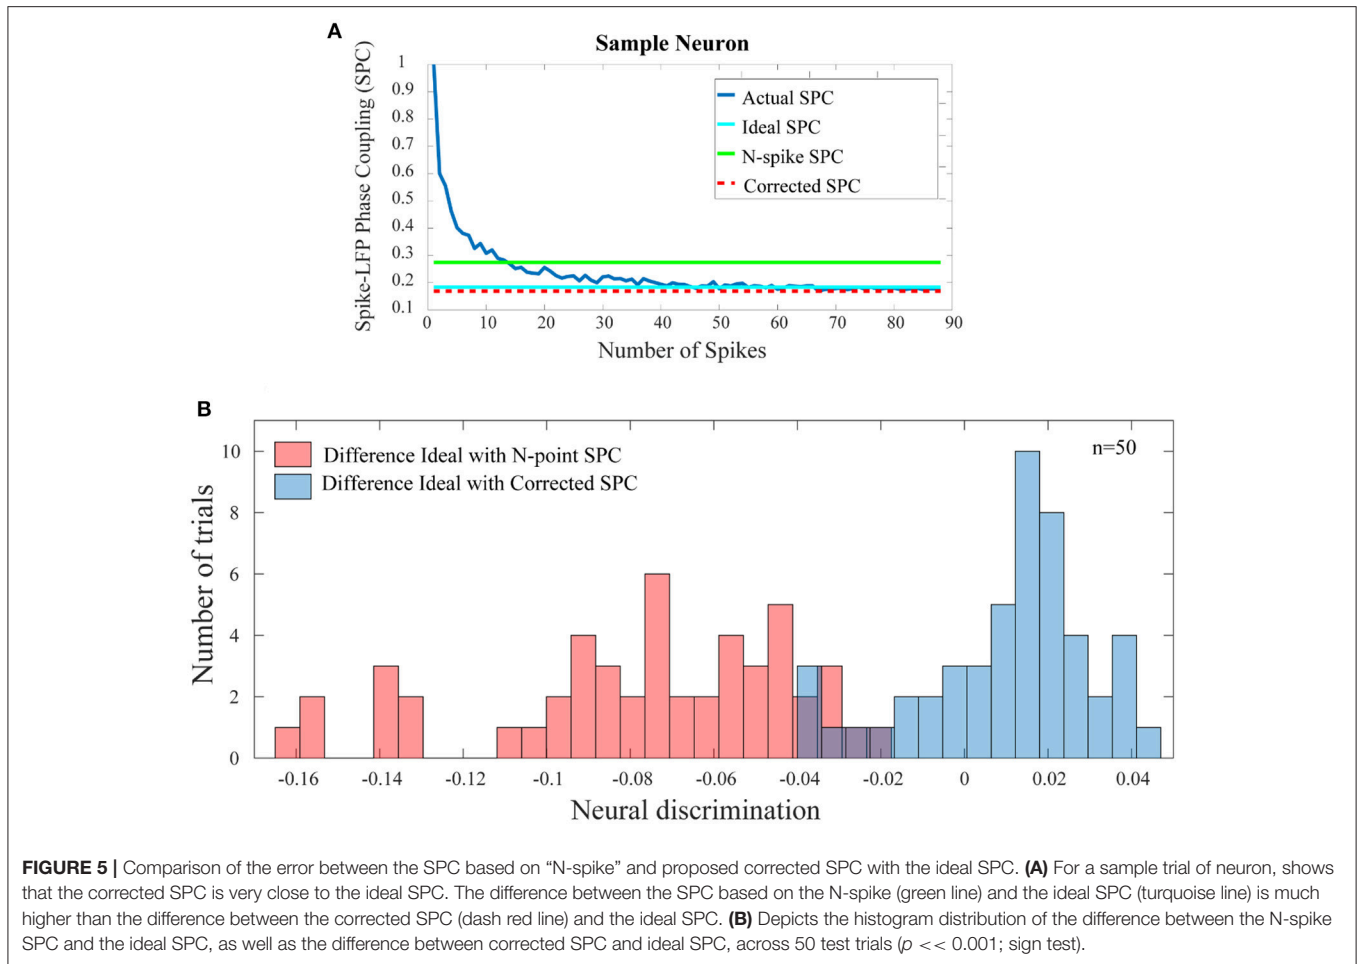 A
Sample Neuron
Spike-LFP Phase Coupling (SPC)
1
0.9
0.8
0.7
0.6
0.5
0.4
0.3
0.2
0.1
Actual SPC
Ideal SPC
N-spike SPC
Corrected SPC
0 10 20 30 40 50 60 70 80 90
Number of Spikes
B
Difference Ideal with N-point SPC
Difference Ideal with Corrected SPC
n=50
Number of trials
10
8
6
4
2
0
-0.16 -0.14 -0.12 -0.1 -0.08 -0.06 -0.04 -0.02 0 0.02 0.04
Neural discrimination
FIGURE 5 | Comparison of the error between the SPC based on “N-spike” and proposed corrected SPC with the ideal SPC. (A) For a sample trial of neuron, shows
that the corrected SPC is very close to the ideal SPC. The difference between the SPC based on the N-spike (green line) and the ideal SPC (turquoise line) is much
higher than the difference between the corrected SPC (dash red line) and the ideal SPC. (B) Depicts the histogram distribution of the difference between the N-spike
SPC and the ideal SPC, as well as the difference between corrected SPC and ideal SPC, across 50 test trials (p << 0.001; sign test).